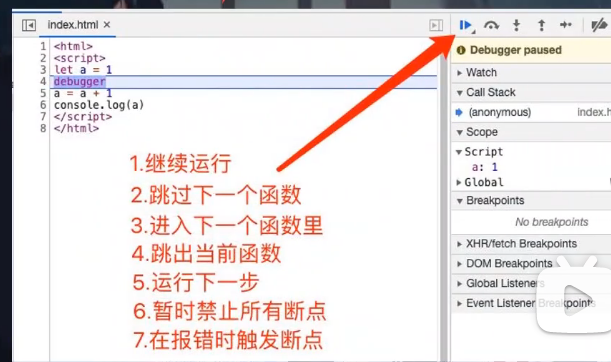 index.html ×
1 <html>
2 <script>
3 let a = 1
4 debugger
5 a = a + 1
6 console.log(a)
7 </script>
8 </html>
1.继续运行
2.跳过下一个函数
3.进入下一个函数里
4.跳出当前函数
5.运行下一步
6.暂时禁止所有断点
7.在报错时触发断点
Debugger paused
Watch
Call Stack
(anonymous) index.h
Scope
Script
a: 1
Global
Breakpoints
No breakpoints
XHR/fetch Breakpoints
DOM Breakpoints
Global Listeners
Event Listener Breakpoints